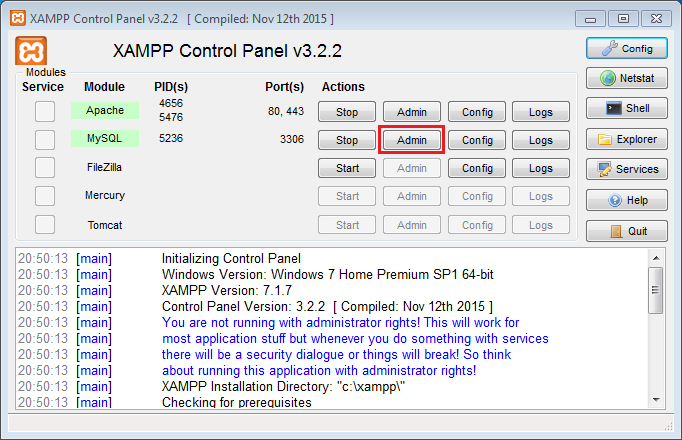 XAMPP Control Panel v3.2.2 [ Compiled: Nov 12th 2015 ]
XAMPP Control Panel v3.2.2
Config
Modules
Service Module PID(s) Port(s) Actions
Netstat
Apache 4656 5476 80, 443 Stop Admin Config Logs
Shell
MySQL 5236 3306 Stop Admin Config Logs
Explorer
FileZilla Start Admin Config Logs
Services
Mercury Start Admin Config Logs
Help
Tomcat Start Admin Config Logs
Quit
20:50:13 [main] Initializing Control Panel
20:50:13 [main] Windows Version: Windows 7 Home Premium SP1 64-bit
20:50:13 [main] XAMPP Version: 7.1.7
20:50:13 [main] Control Panel Version: 3.2.2 [ Compiled: Nov 12th 2015 ]
20:50:13 [main] You are not running with administrator rights! This will work for
20:50:13 [main] most application stuff but whenever you do something with services
20:50:13 [main] there will be a security dialogue or things will break! So think
20:50:13 [main] about running this application with administrator rights!
20:50:13 [main] XAMPP Installation Directory: "c:\xampp\"
20:50:13 [main] Checking for prerequisites